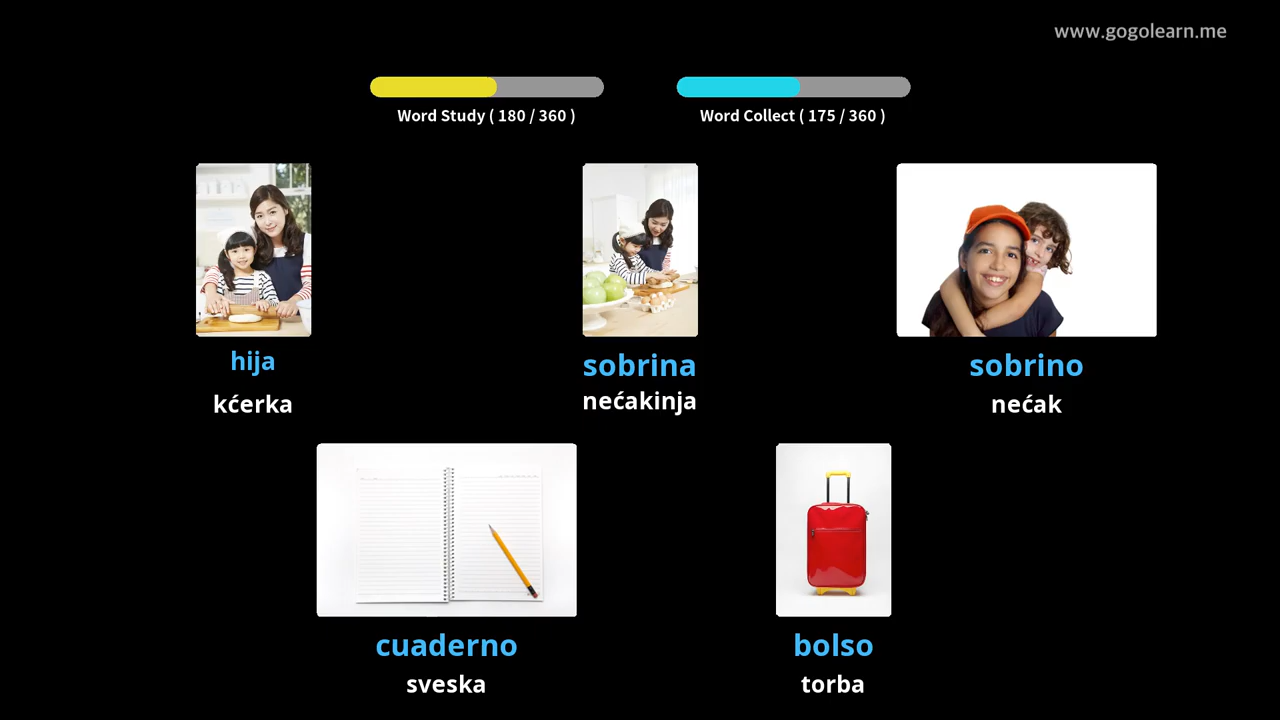 www.gogolearn.me
Word Study ( 180 / 360 )
Word Collect ( 175 / 360 )
hija
kćerka
sobrina
nećakinja
sobrino
nećak
cuaderno
sveska
bolso
torba